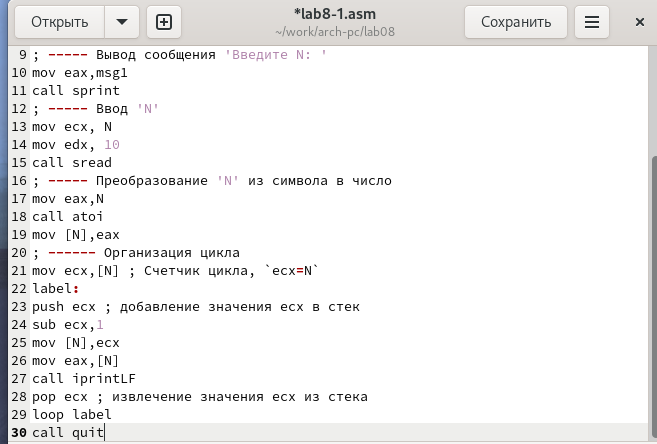 Открыть
*lab8-1.asm
~/work/arch-pc/lab08
Сохранить
9 ; ----- Вывод сообщения 'Введите N: '
10 mov eax,msg1
11 call sprint
12 ; ----- Ввод 'N'
13 mov ecx, N
14 mov edx, 10
15 call sread
16 ; ----- Преобразование 'N' из символа в число
17 mov eax,N
18 call atoi
19 mov [N],eax
20 ; ------ Организация цикла
21 mov ecx,[N] ; Счетчик цикла, `ecx=N`
22 label:
23 push ecx ; добавление значения ecx в стек
24 sub ecx,1
25 mov [N],ecx
26 mov eax,[N]
27 call iprintLF
28 pop ecx ; извлечение значения ecx из стека
29 loop label
30 call quit